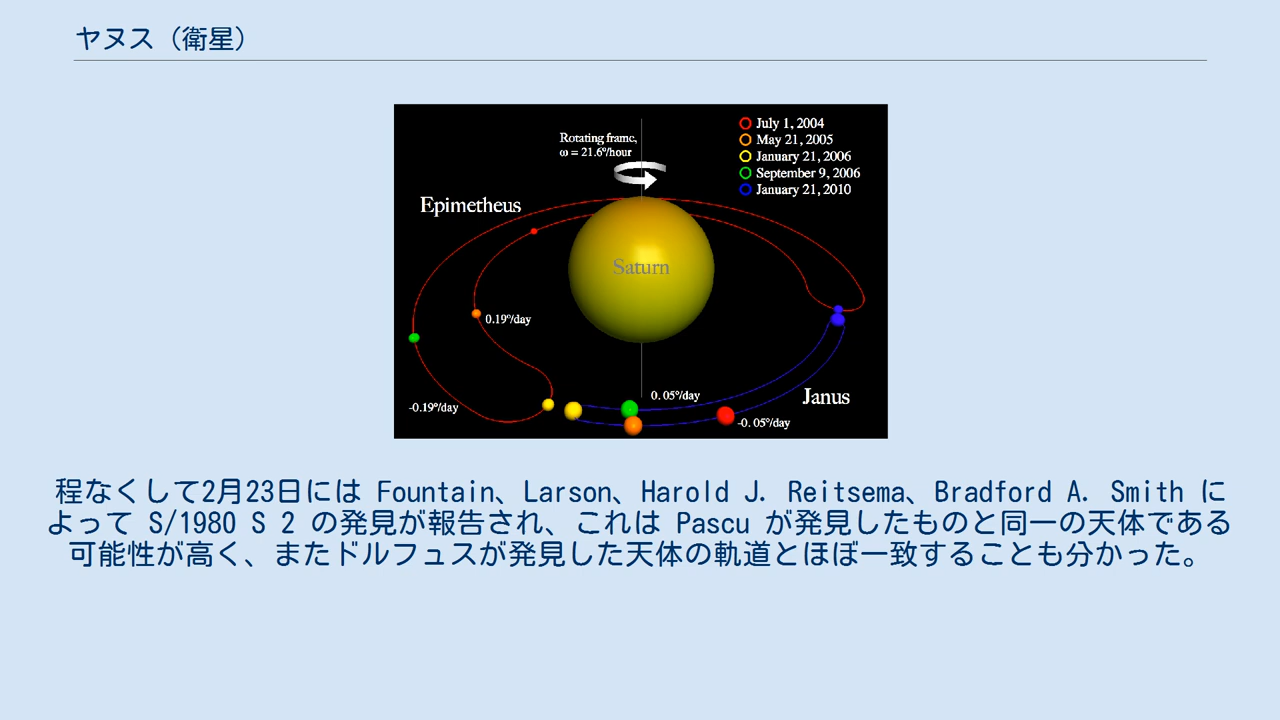 ヤヌス（衛星）
Rotating frame,
ω = 21.6º/hour
July 1, 2004
May 21, 2005
January 21, 2006
September 9, 2006
January 21, 2010
Epimetheus
Saturn
0.19º/day
-0.19º/day
0. 05º/day
Janus
-0. 05º/day
程なくして2月23日には Fountain、Larson、Harold J. Reitsema、Bradford A. Smith に
よって S/1980 S 2 の発見が報告され、これは Pascu が発見したものと同一の天体である
可能性が高く、またドルフュスが発見した天体の軌道とほぼ一致することも分かった。